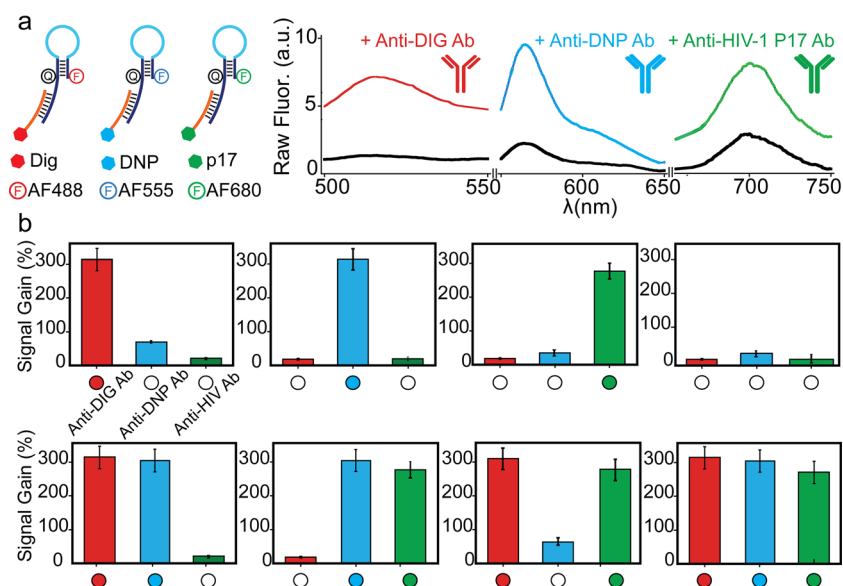 a
+ Anti-DIG Ab
+ Anti-DNP Ab
+ Anti-HIV-1 P17 Ab
Q F Q F Q F
Dig DNP p17
F AF488 F AF555 F AF680
Raw Fluor. (a.u.)
10
5
0
500 550 600 650 700 750
λ(nm)
b
Signal Gain (%)
300
200
100
0
300
200
100
0
300
200
100
0
300
200
100
0
Anti-DIG Ab
Anti-DNP Ab
Anti-HIV Ab
Signal Gain (%)
300
200
100
0
300
200
100
0
300
200
100
0
300
200
100
0